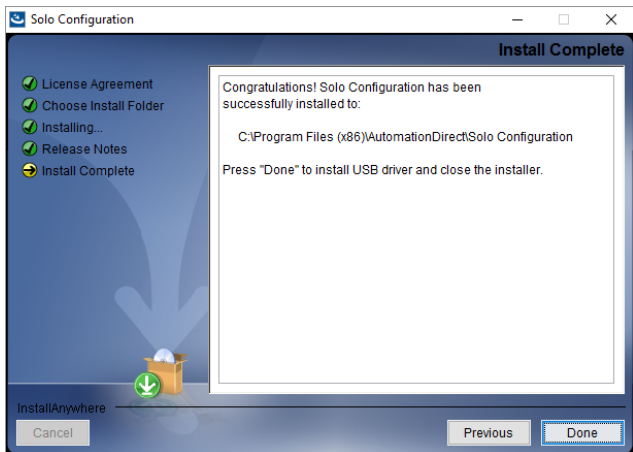 Solo Configuration
Install Complete
License Agreement
Choose Install Folder
Installing...
Release Notes
Install Complete
Congratulations! Solo Configuration has been
successfully installed to:
C:\Program Files (x86)\AutomationDirect\Solo Configuration
Press "Done" to install USB driver and close the installer.
InstallAnywhere
Cancel
Previous
Done